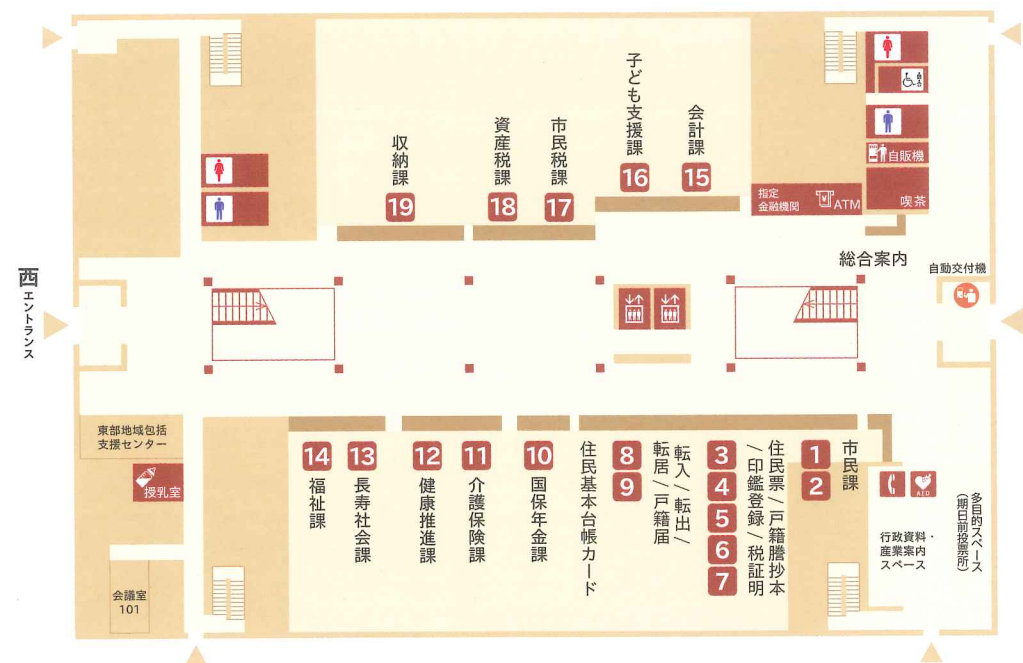 子ども支援課
16
会計課
15
収納課
19
資産税課
18
市民税課
17
指定
金融機関
ATM
自販機
喫茶
総合案内
自動交付機
西
エントランス
東部地域包括
支援センター
授乳室
会議室
101
14
福祉課
13
長寿社会課
12
健康推進課
11
介護保険課
10
国保年金課
住民基本台帳カード
8
9
転入/転出/
転居/戸籍届
3
4
5
6
7
住民票/戸籍謄抄本
/印鑑登録/税証明
1
2
市民課
AED
行政資料・
産業案内
スペース
多目的スペース
(期日前投票所)